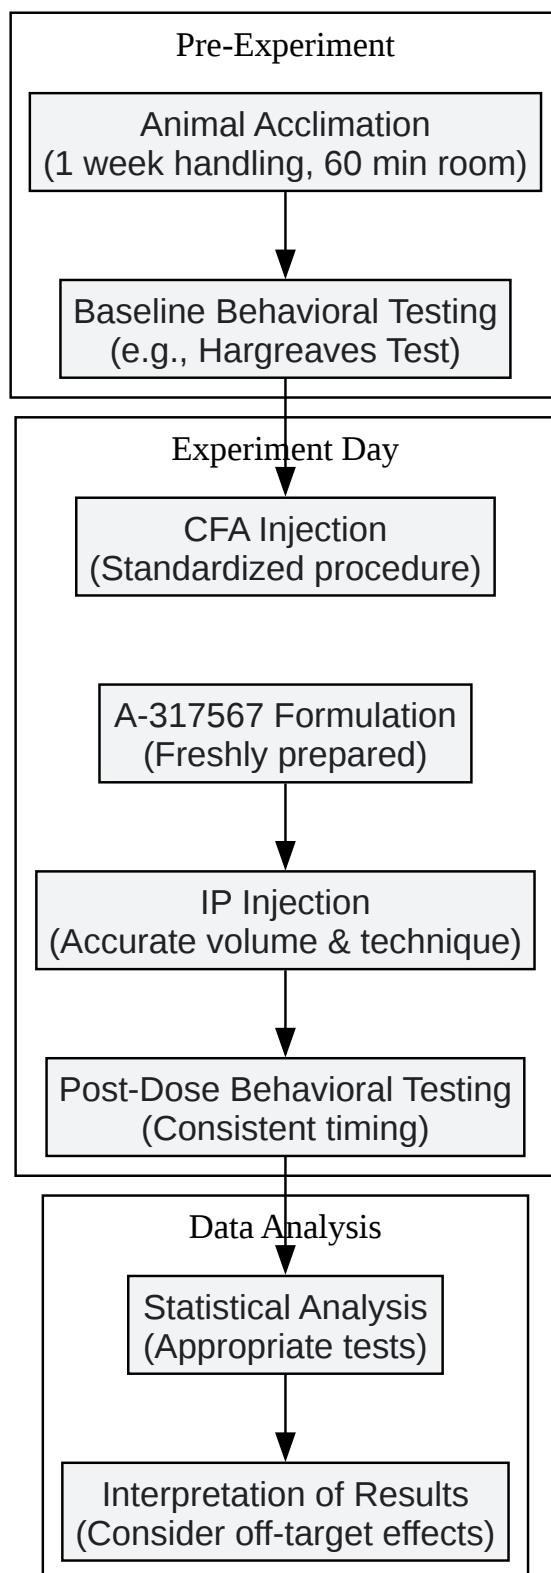 Pre-Experiment
Animal Acclimation
(1 week handling, 60 min room)
Baseline Behavioral Testing
(e.g., Hargreaves Test)
Experiment Day
CFA Injection
(Standardized procedure)
A-317567 Formulation
(Freshly prepared)
IP Injection
(Accurate volume & technique)
Post-Dose Behavioral Testing
(Consistent timing)
Data Analysis
Statistical Analysis
(Appropriate tests)
Interpretation of Results
(Consider off-target effects)